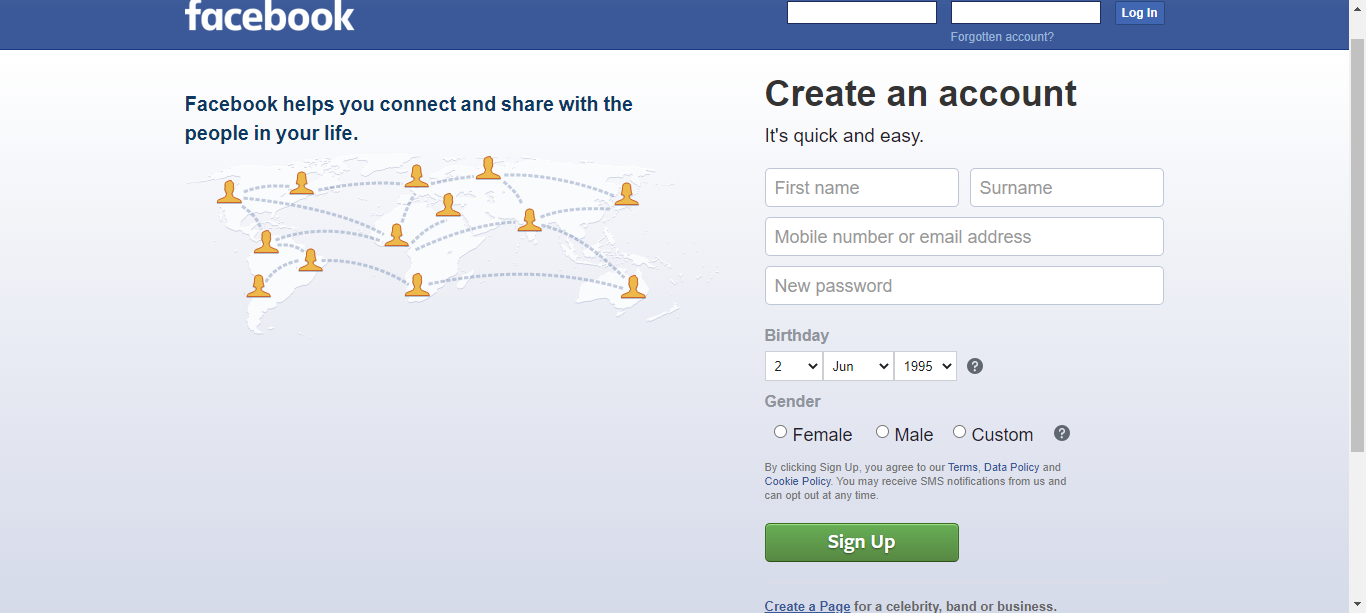 facebook
Log In
Forgotten account?
Facebook helps you connect and share with the
people in your life.
Create an account
It's quick and easy.
First name
Surname
Mobile number or email address
New password
Birthday
2
Jun
1995
?
Gender
Female
Male
Custom
?
By clicking Sign Up, you agree to our Terms, Data Policy and
Cookie Policy. You may receive SMS notifications from us and
can opt out at any time.
Sign Up
Create a Page for a celebrity, band or business.